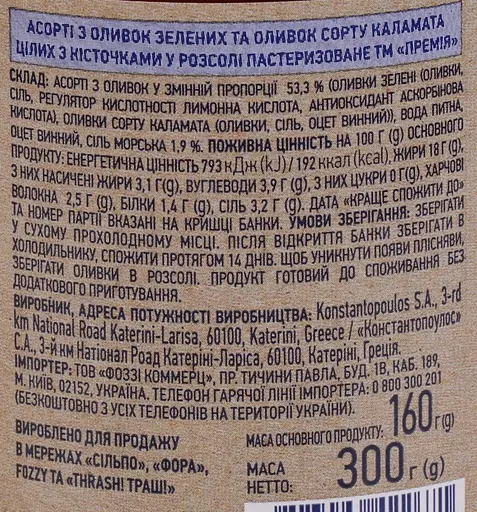 АСОРТІ З ОЛИВОК ЗЕЛЕНИХ ТА ОЛИВОК СОРТУ КАЛАМАТА
ЦІЛИХ З КІСТОЧКАМИ У РОЗСОЛІ ПАСТЕРИЗОВАНЕ ТМ «ПРЕМІЯ»
СКЛАД: АСОРТІ З ОЛИВОК У ЗМІННІЙ ПРОПОРЦІЇ 53,3 % (ОЛИВКИ ЗЕЛЕНІ (ОЛИВКИ,
СІЛЬ, РЕГУЛЯТОР КИСЛОТНОСТІ ЛИМОННА КИСЛОТА, АНТИОКСИДАНТ АСКОРБІНОВА
КИСЛОТА), ОЛИВКИ СОРТУ КАЛАМАТА (ОЛИВКИ, СІЛЬ, ОЦЕТ ВИННИЙ)), ВОДА ПИТНА,
ОЦЕТ ВИННИЙ, СІЛЬ МОРСЬКА 1,9 %. ПОЖИВНА ЦІННІСТЬ НА 100 Г (g) ОСНОВНОГО
ПРОДУКТУ: ЕНЕРГЕТИЧНА ЦІННІСТЬ 793 кДж (kJ) / 192 ккал (kcal), ЖИРИ 18 Г (g),
З НИХ НАСИЧЕНІ ЖИРИ 3,1 Г(g), ВУГЛЕВОДИ 3,9 Г (g), З НИХ ЦУКРИ 0 Г(g), ХАРЧОВІ
ВОЛОКНА 2,5 Г (g), БІЛКИ 1,4 Г (g), СІЛЬ 3,2 Г (g). ДАТА «КРАЩЕ СПОЖИТИ ДО»
ТА НОМЕР ПАРТІЇ ВКАЗАНІ НА КРИШЦІ БАНКИ. УМОВИ ЗБЕРІГАННЯ: ЗБЕРІГАТИ
У СУХОМУ ПРОХОЛОДНОМУ МІСЦІ. ПІСЛЯ ВІДКРИТТЯ БАНКИ ЗБЕРІГАТИ В
ХОЛОДИЛЬНИКУ, СПОЖИТИ ПРОТЯГОМ 14 ДНІВ. ЩОБ УНИКНУТИ ПОЯВИ ПЛІСНЯВИ,
ЗБЕРІГАТИ ОЛИВКИ В РОЗСОЛІ. ПРОДУКТ ГОТОВИЙ ДО СПОЖИВАННЯ БЕЗ
ДОДАТКОВОГО ПРИГОТУВАННЯ.
ВИРОБНИК, АДРЕСА ПОТУЖНОСТІ ВИРОБНИЦТВА: Konstantopoulos S.A., 3-rd
km National Road Katerini-Larisa, 60100, Katerini, Greece / «КОНСТАНТОПОУЛОС»
С.А., 3-й км Натіонал Роад Катеріні-Ларіса, 60100, Катеріні, Греція.
ІМПОРТЕР: ТОВ «ФОЗЗІ КОММЕРЦ», ПР. ТИЧИНИ ПАВЛА, БУД. 1В, КАБ. 189,
М. КИЇВ, 02152, УКРАЇНА. ТЕЛЕФОН ГАРЯЧОЇ ЛІНІЇ ІМПОРТЕРА: 0 800 300 201
(БЕЗКОШТОВНО З УСІХ ТЕЛЕФОНІВ НА ТЕРИТОРІЇ УКРАЇНИ).
ВИРОБЛЕНО ДЛЯ ПРОДАЖУ
В МЕРЕЖАХ «СІЛЬПО», «ФОРА»,
FOZZY ТА «THRASH! ТРАШ!»
МАСА ОСНОВНОГО ПРОДУКТУ: 160 г (g)
МАСА
НЕТТО: 300 г (g)